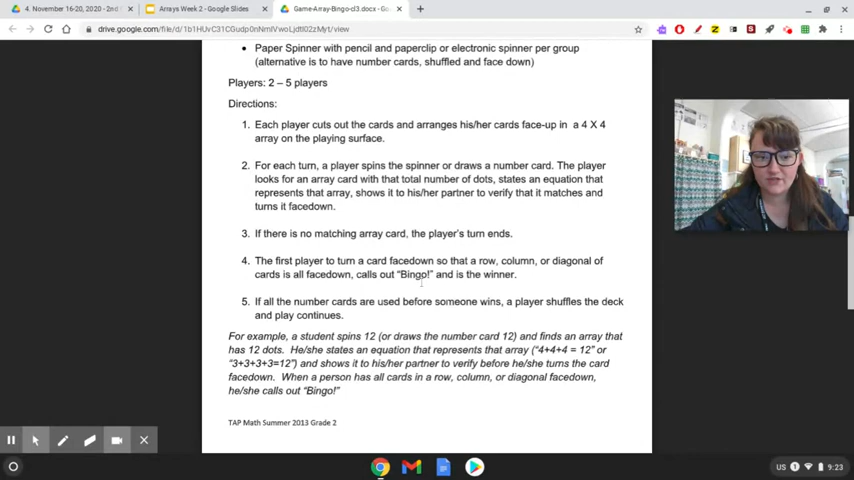 4. November 16-20, 2020 - 2nd
Arrays Week 2 - Google Slides
Game-Array-Bingo-cl3.docx - Go
drive.google.com/file/d/1b1HUvC31CGudp0nNmIVwoLjdtl02zMyt/view
• Paper Spinner with pencil and paperclip or electronic spinner per group
(alternative is to have number cards, shuffled and face down)
Players: 2 – 5 players
Directions:
1. Each player cuts out the cards and arranges his/her cards face-up in a 4 X 4
array on the playing surface.
2. For each turn, a player spins the spinner or draws a number card. The player
looks for an array card with that total number of dots, states an equation that
represents that array, shows it to his/her partner to verify that it matches and
turns it facedown.
3. If there is no matching array card, the player's turn ends.
4. The first player to turn a card facedown so that a row, column, or diagonal of
cards is all facedown, calls out “Bingo!” and is the winner.
5. If all the number cards are used before someone wins, a player shuffles the deck
and play continues.
For example, a student spins 12 (or draws the number card 12) and finds an array that
has 12 dots. He/she states an equation that represents that array (“4+4+4 = 12” or
“3+3+3+3=12”) and shows it to his/her partner to verify before he/she turns the card
facedown. When a person has all cards in a row, column, or diagonal facedown,
he/she calls out “Bingo!”
TAP Math Summer 2013 Grade 2
US 1 9:23